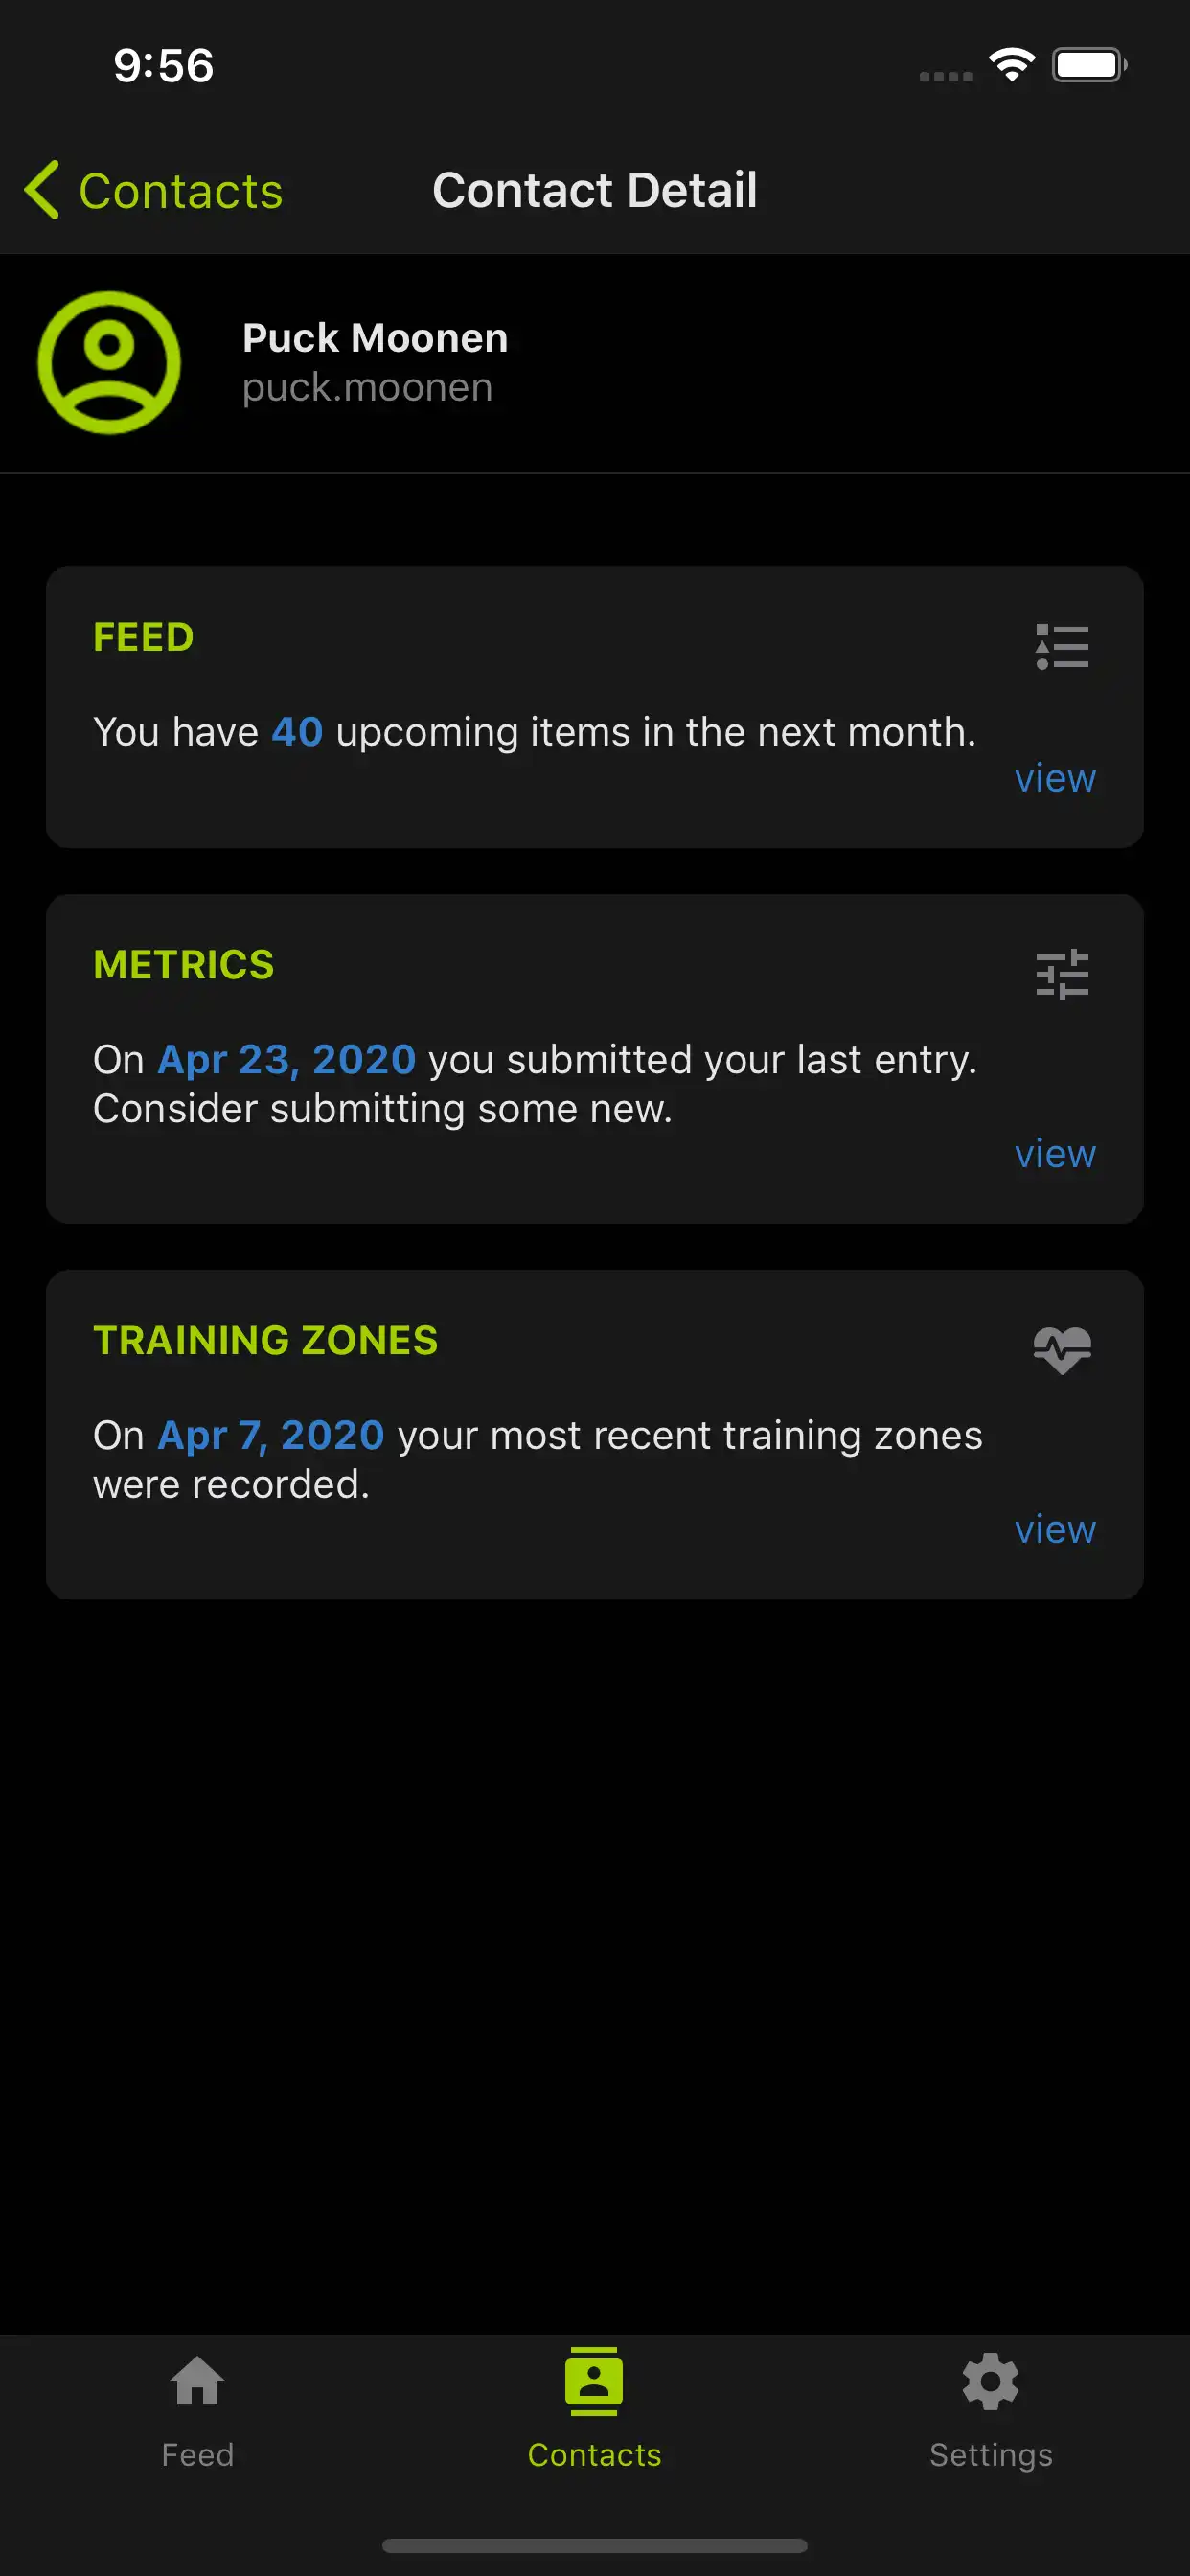 9:56
Contacts
Contact Detail
Puck Moonen
puck.moonen
FEED
You have 40 upcoming items in the next month.
view
METRICS
On Apr 23, 2020 you submitted your last entry.
Consider submitting some new.
view
TRAINING ZONES
On Apr 7, 2020 your most recent training zones
were recorded.
view
Feed
Contacts
Settings